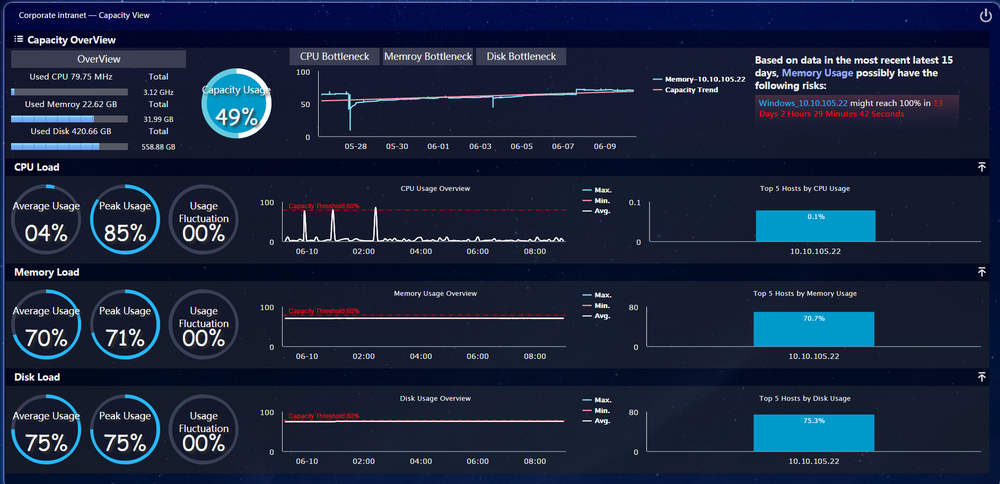 Corporate intranet — Capacity View
Capacity OverView
OverView
Used CPU 79.75 MHz
Total
3.12 GHz
Used Memroy 22.62 GB
Total
31.99 GB
Used Disk 420.66 GB
Total
558.88 GB
Capacity Usage
49%
CPU Bottleneck
Memroy Bottleneck
Disk Bottleneck
100
50
0
05-28
05-30
06-01
06-03
06-05
06-07
06-09
Memory-10.10.105.22
Capacity Trend
Based on data in the most recent latest 15
days, Memory Usage possibly have the
following risks:
Windows_10.10.105.22 might reach 100% in 13
Days 2 Hours 29 Minutes 42 Seconds
CPU Load
Average Usage
04%
Peak Usage
85%
Usage
Fluctuation
00%
CPU Usage Overview
100
Capacity Threshold:80%
0
06-10
02:00
04:00
06:00
08:00
Max.
Min.
Avg.
Top 5 Hosts by CPU Usage
0.1
0.1%
0
10.10.105.22
Memory Load
Average Usage
70%
Peak Usage
71%
Usage
Fluctuation
00%
Memory Usage Overview
100
Capacity Threshold:80%
0
06-10
02:00
04:00
06:00
08:00
Max.
Min.
Avg.
Top 5 Hosts by Memory Usage
80
70.7%
0
10.10.105.22
Disk Load
Average Usage
75%
Peak Usage
75%
Usage
Fluctuation
00%
Disk Usage Overview
100
Capacity Threshold:80%
0
06-10
02:00
04:00
06:00
08:00
Max.
Min.
Avg.
Top 5 Hosts by Disk Usage
80
75.3%
0
10.10.105.22